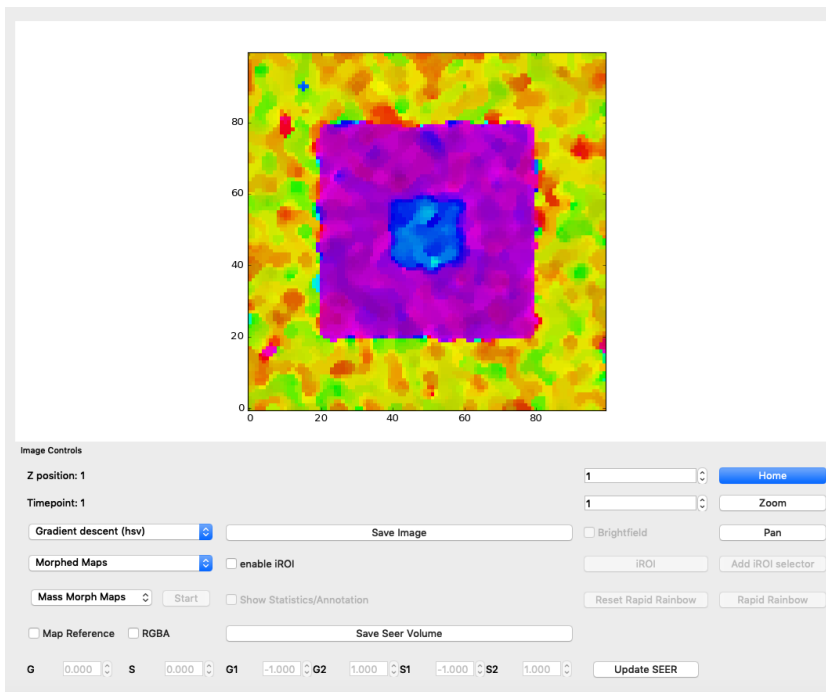 80
60
40
20
0
0 20 40 60 80
Image Controls
Z position: 1 1 Home
Timepoint: 1 1 Zoom
Gradient descent (hsv) Save Image Brightfield Pan
Morphed Maps enable iROI iROI Add iROI selector
Mass Morph Maps Start Show Statistics/Annotation Reset Rapid Rainbow Rapid Rainbow
Map Reference RGBA Save Seer Volume
G 0.000 S 0.000 G1 -1.000 G2 1.000 S1 -1.000 S2 1.000 Update SEER